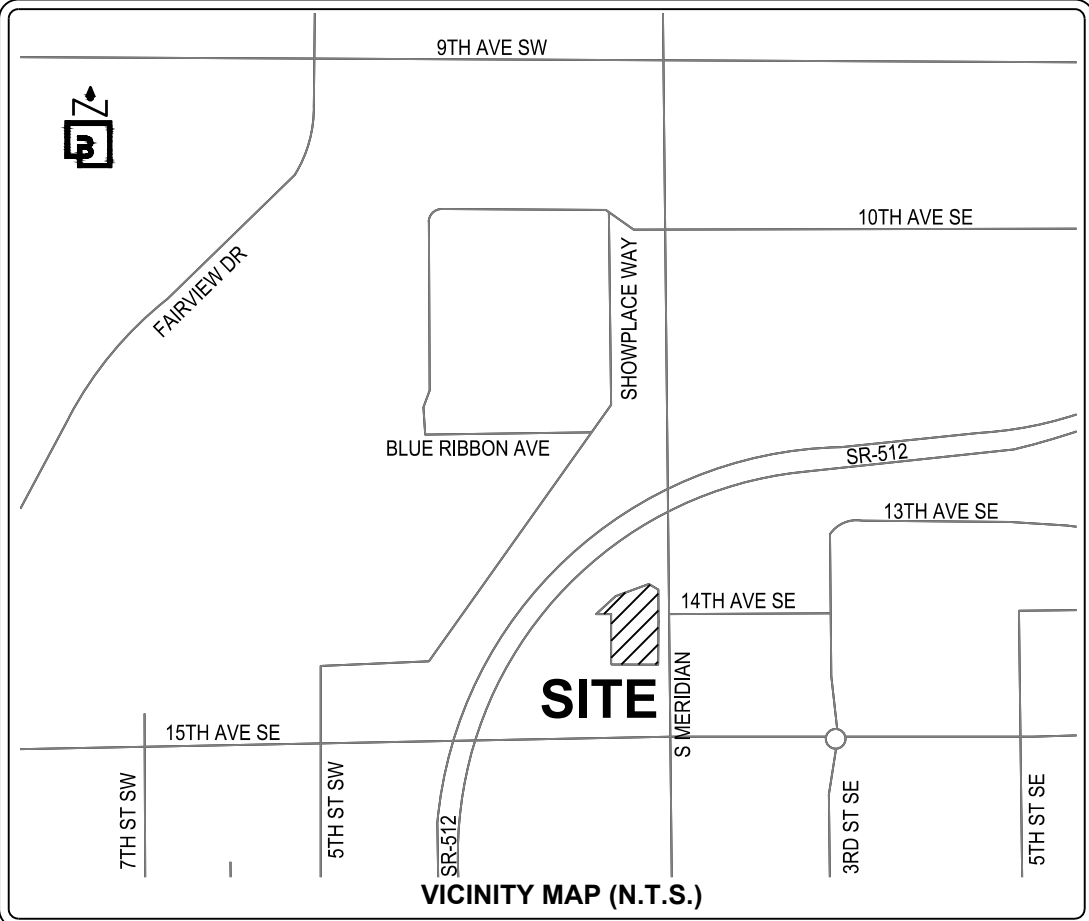 9TH AVE SW
Z
B
10TH AVE SE
SHOWPLACE WAY
FAIRVIEW DR
BLUE RIBBON AVE
SR-512
13TH AVE SE
14TH AVE SE
SITE
S MERIDIAN
15TH AVE SE
7TH ST SW
5TH ST SW
SR-512
3RD ST SE
5TH ST SE
VICINITY MAP (N.T.S.)